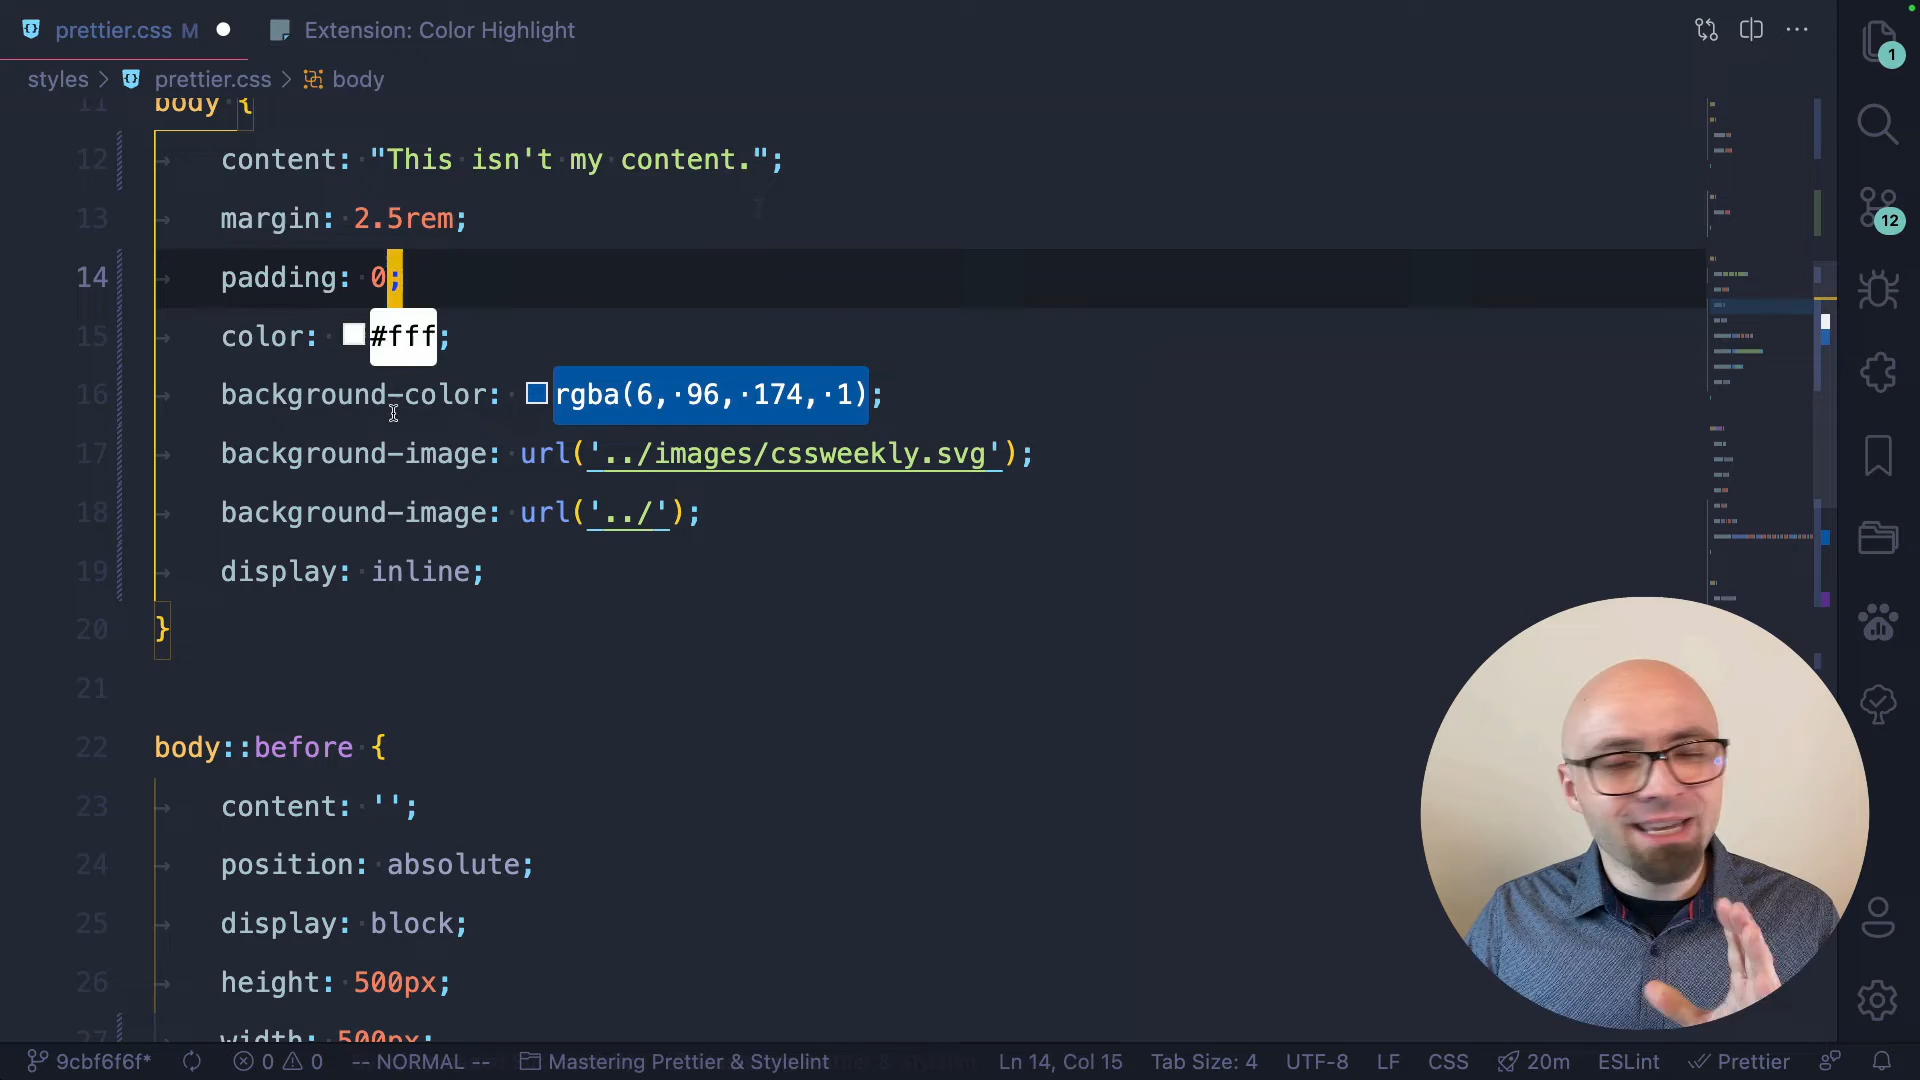 prettier.css M
Extension: Color Highlight
styles > prettier.css > body
1
11 body {
12 content: "This isn't my content.";
13 margin: 2.5rem;
14 padding: 0;
15 color: #fff;
16 background-color: rgba(6, 96, 174, 1);
17 background-image: url('../images/cssweekly.svg');
18 background-image: url('../');
19 display: inline;
20 }
21
22 body::before {
23 content: '';
24 position: absolute;
25 display: block;
26 height: 500px;
27 width: 500px;
12
9cbf6f6f* 0 0 -- NORMAL -- Mastering Prettier & Stylelint Ln 14, Col 15 Tab Size: 4 UTF-8 LF CSS 20m ESLint Prettier